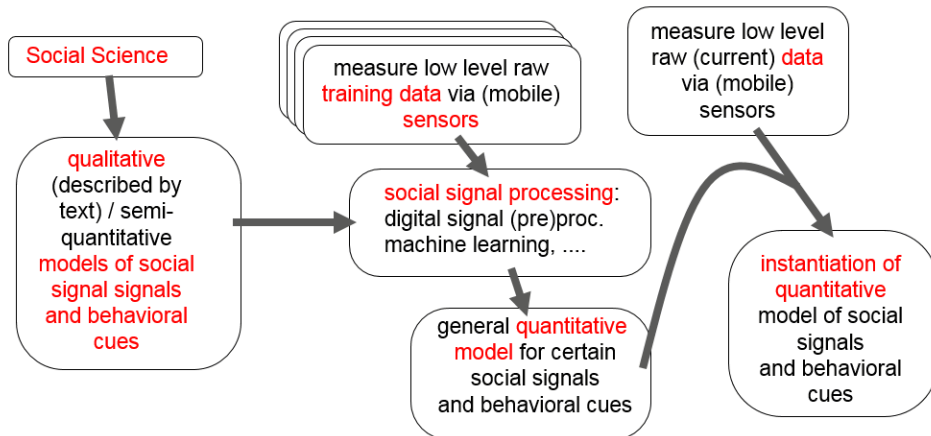 Social Science
qualitative
(described by
text) / semi-
quantitative
models of social
signal signals
and behavioral
cues
measure low level raw
training data via (mobile)
sensors
social signal processing:
digital signal (pre)proc.
machine learning, ....
general quantitative
model for certain
social signals
and behavioral cues
measure low level
raw (current) data
via (mobile)
sensors
instantiation of
quantitative
model of social
signals
and behavioral
cues